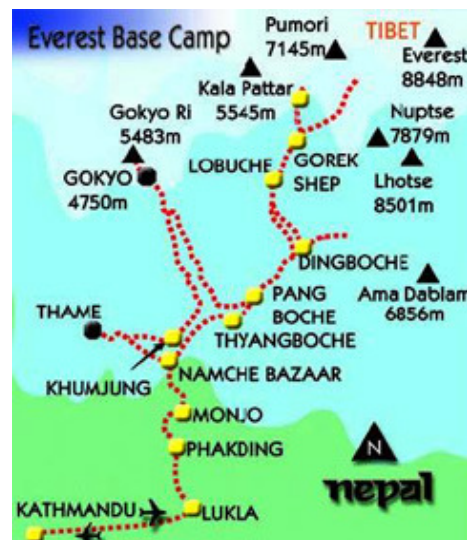 Everest Base Camp
Pumori
7145m
TIBET
Everest
8848m
Kala Pattar
5545m
Gokyo Ri
5483m
Nuptse
7879m
GOKYO
4750m
LOBUCHE
GOREK
SHEP
Lhotse
8501m
DINGBOCHE
THAME
PANG
BOCHE
Ama Dablam
6856m
THYANGBOCHE
KHUMJUNG
NAMCHE BAZAAR
MONJO
PHAKDING
N
nepal
KATHMANDU
LUKLA